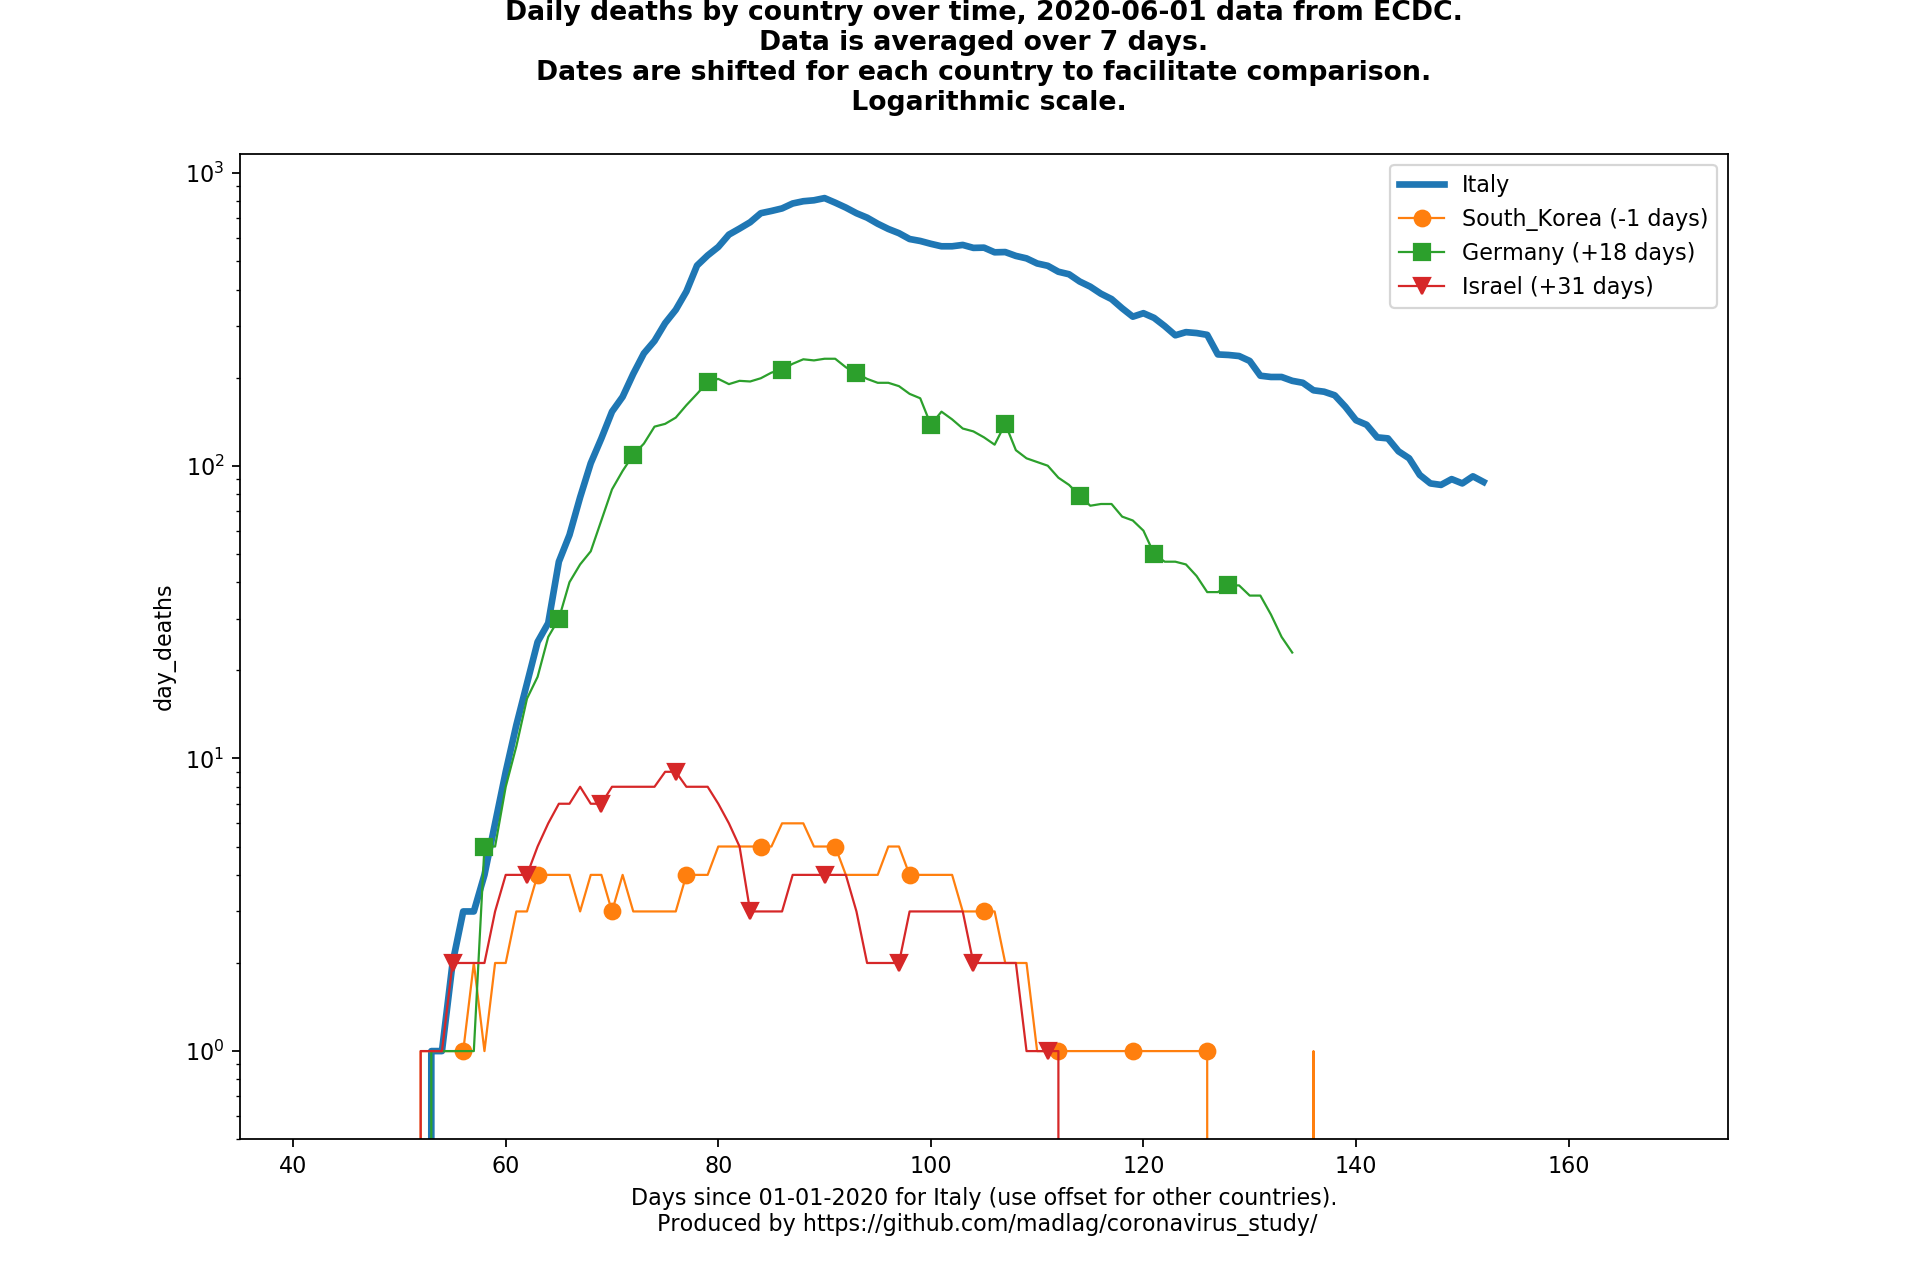 Daily deaths by country over time, 2020-06-01 data from ECDC.
Data is averaged over 7 days.
Dates are shifted for each country to facilitate comparison.
Logarithmic scale.
10³
10²
10¹
10⁰
day_deaths
Italy
South_Korea (-1 days)
Germany (+18 days)
Israel (+31 days)
40 60 80 100 120 140 160
Days since 01-01-2020 for Italy (use offset for other countries).
Produced by https://github.com/madlag/coronavirus_study/